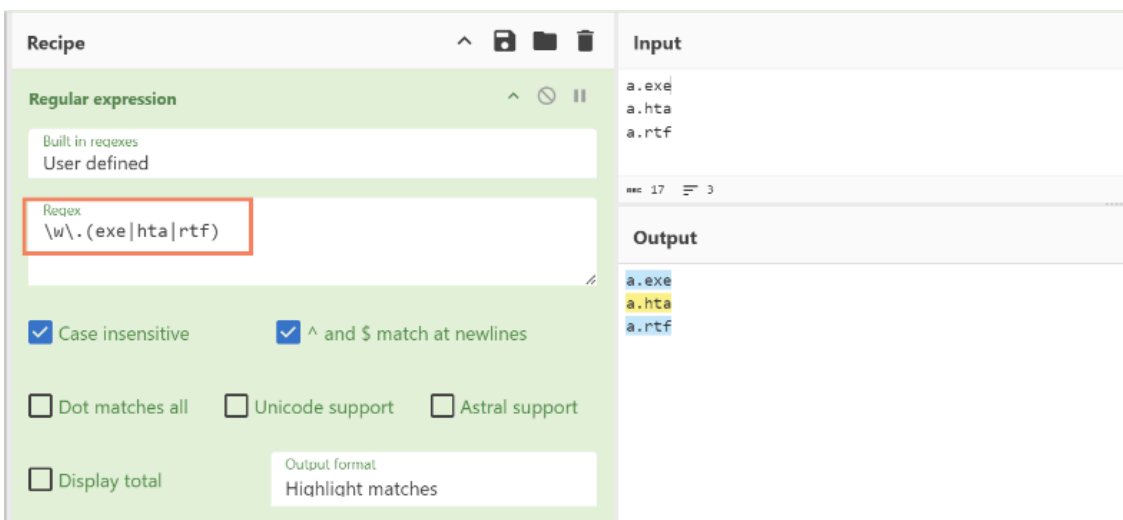 Recipe
Regular expression
Built in regexes
User defined
Regex
\w\.(exe|hta|rtf)
Case insensitive
^ and $ match at newlines
Dot matches all
Unicode support
Astral support
Display total
Output format
Highlight matches
Input
a.exe
a.hta
a.rtf
17 3
Output
a.exe
a.hta
a.rtf